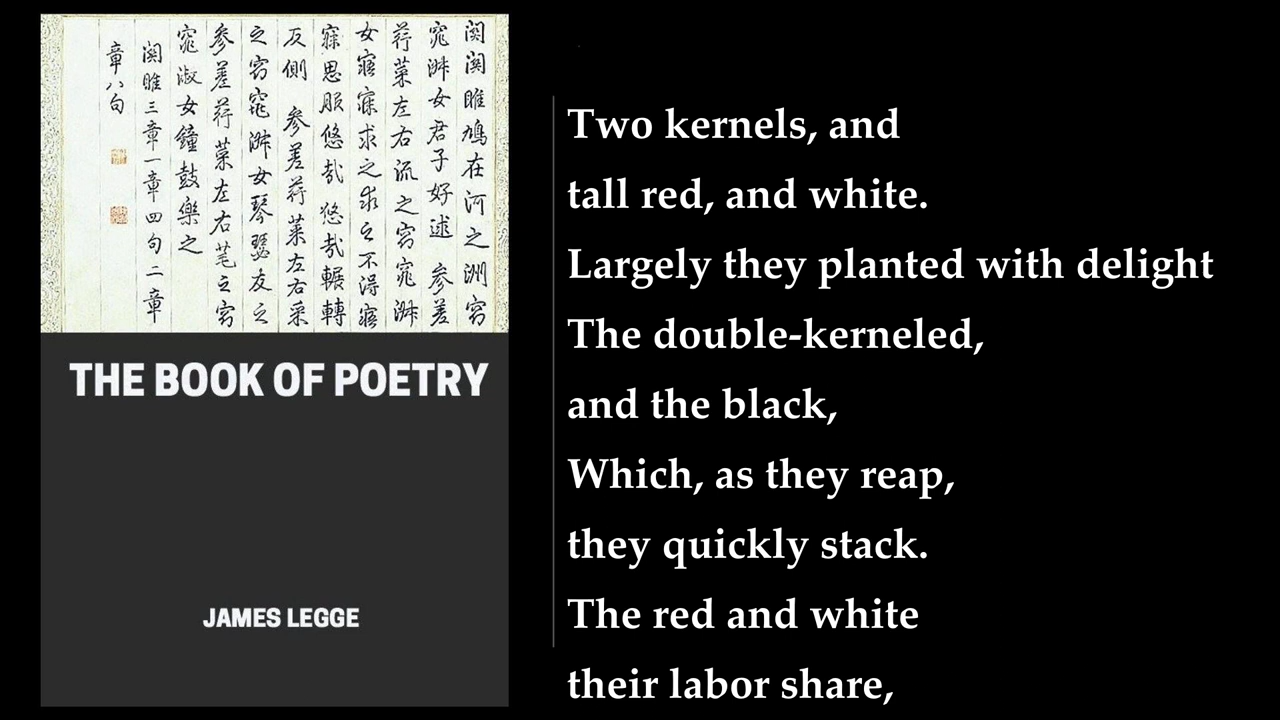 關關雎鳩在河之洲窈
窕淑女君子好逑 參差
荇菜左右流之窈窕淑
女寤寐求之求之不得寤
寐思服悠哉悠哉輾轉
反側 參差荇菜左右采
之窈窕淑女琴瑟友之
參差荇菜左右芼之窈
窕淑女鐘鼓樂之
關雎三章一章四句二章
章八句
THE BOOK OF POETRY
JAMES LEGGE
Two kernels, and
tall red, and white.
Largely they planted with delight
The double-kerneled,
and the black,
Which, as they reap,
they quickly stack.
The red and white
their labor share,